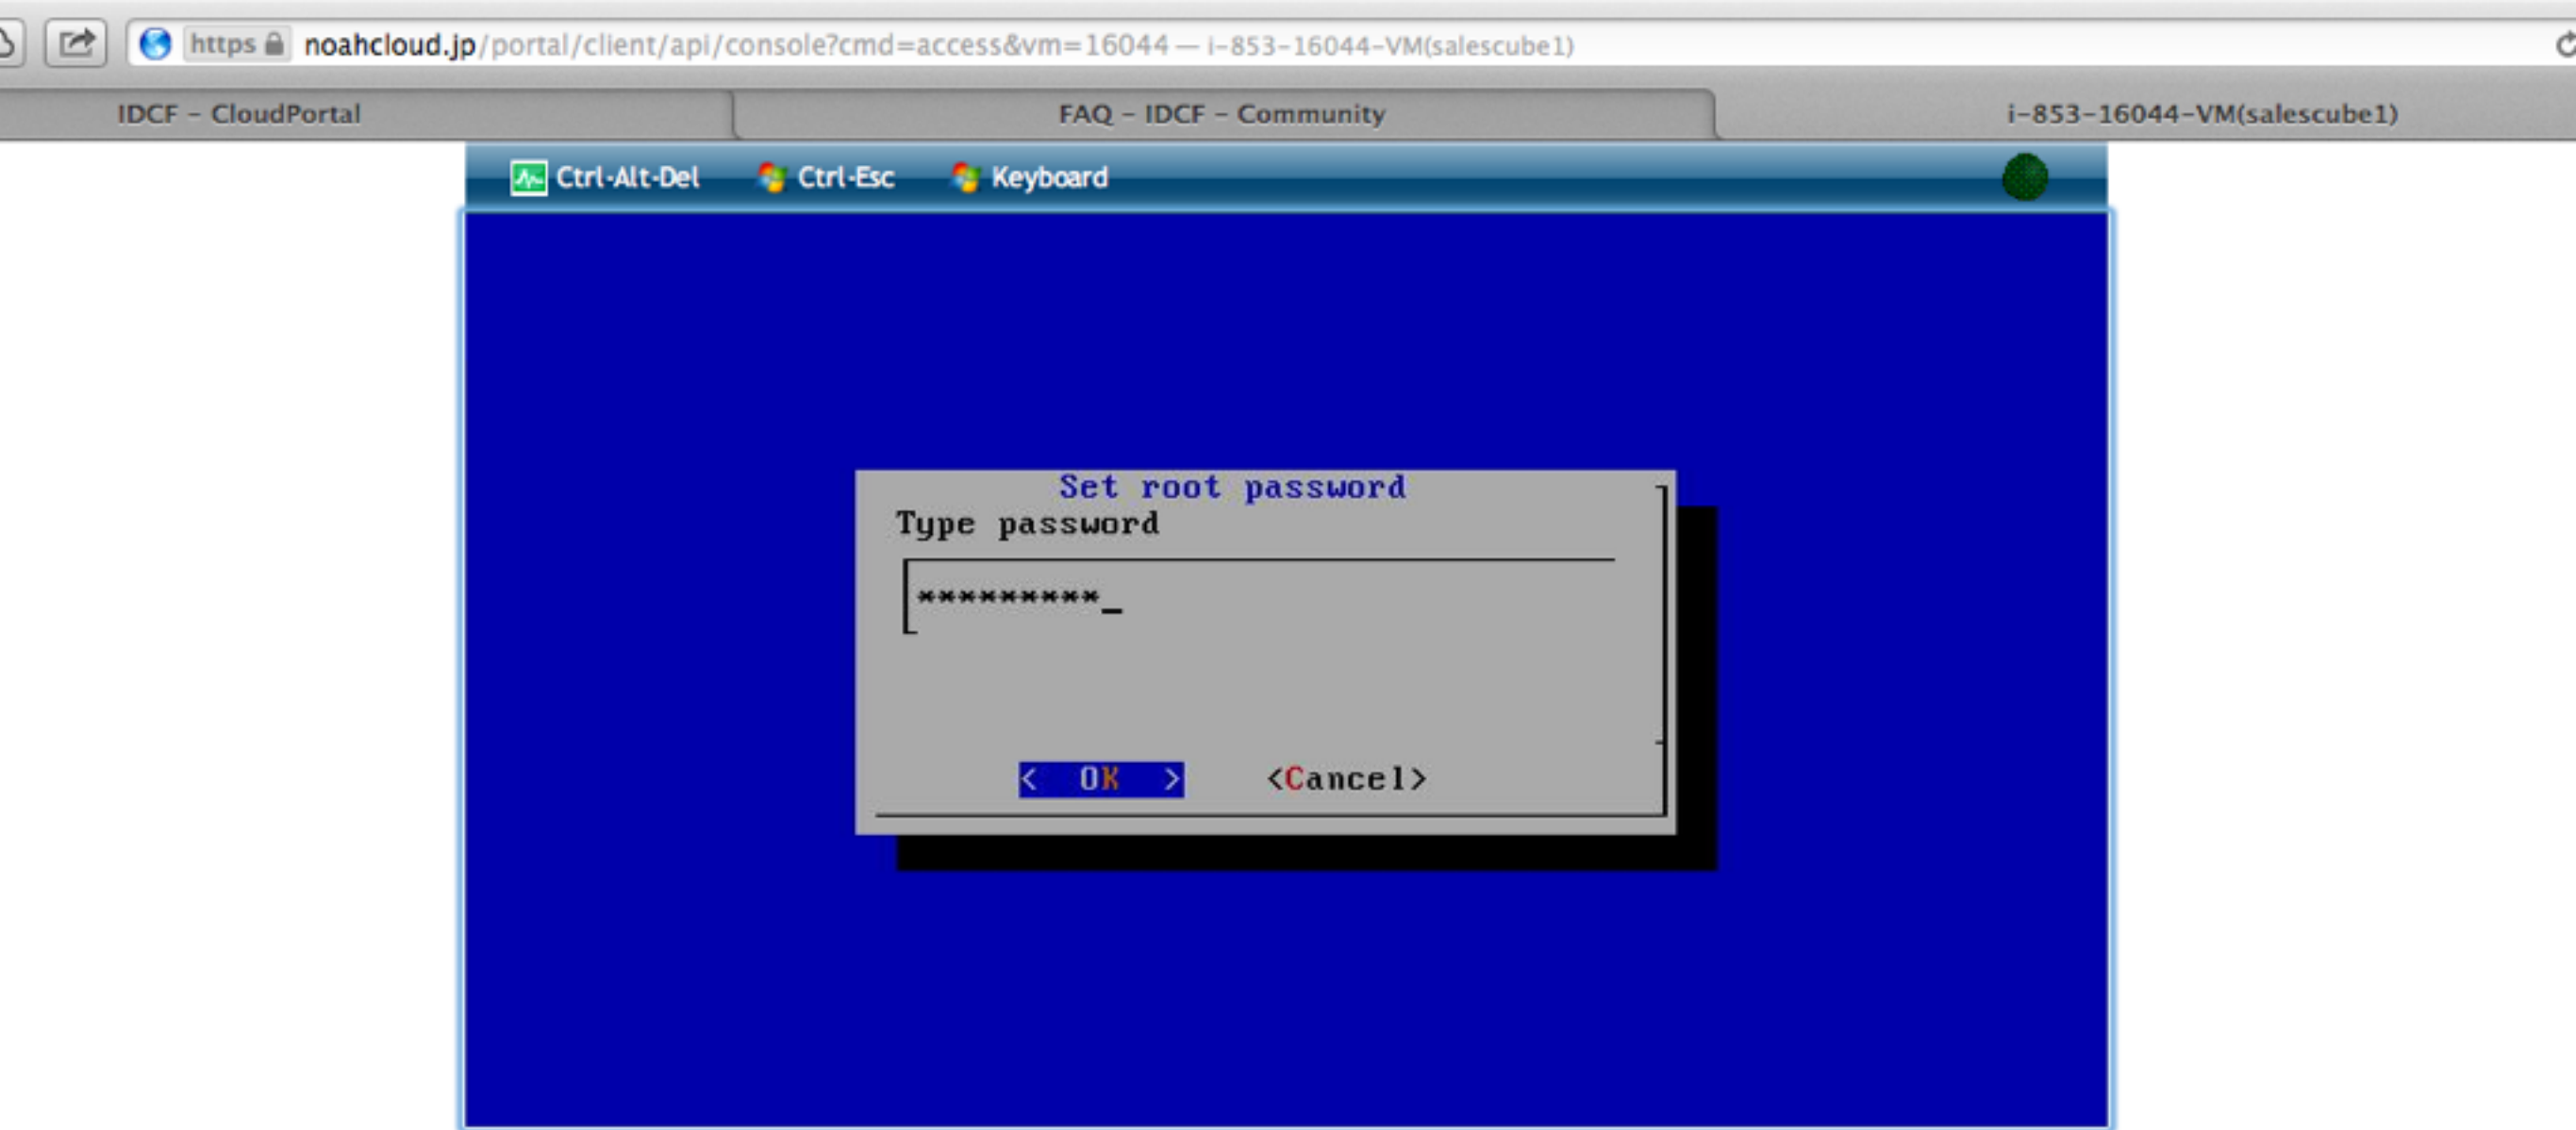 https noahcloud.jp/portal/client/api/console?cmd=access&vm=16044 — i-853-16044-VM(salescube1)
IDCF – CloudPortal FAQ – IDCF – Community i-853-16044-VM(salescube1)
Ctrl-Alt-Del Ctrl-Esc Keyboard
Set root password
Type password
*********_
< OK > <Cancel>